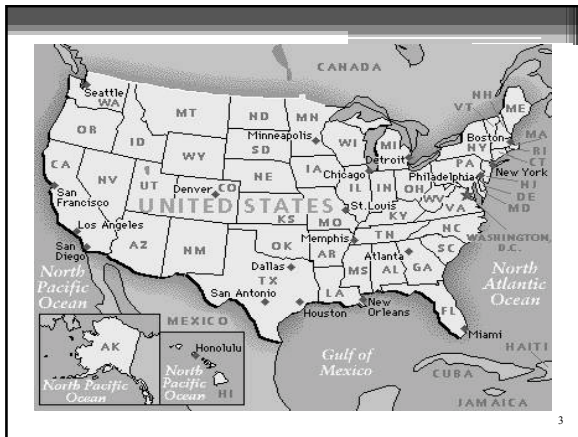 CANADA
Seattle
WA
MT
ND
MN
NH
VT
ME
OR
ID
Minneapolis
WI
MI
Boston
MA
SD
NY
RI
WY
Detroit
CT
CA
NV
IA
Chicago
PA
Philadelphia
New York
NE
NJ
UT
Denver
CO
IL
IN
OH
DE
WV
MD
San
Francisco
UNITED STATES
St. Louis
VA
KS
MO
KY
WASHINGTON,
D.C.
Los Angeles
NC
TN
Memphis
OK
AR
SC
San
Diego
AZ
NM
Atlanta
North
Pacific
Ocean
Dallas
MS
AL
GA
North
Atlantic
Ocean
TX
San Antonio
LA
Houston
New
Orleans
FL
MEXICO
Miami
AK
Honolulu
HAITI
Gulf of
Mexico
North Pacific
Ocean
North
Pacific
Ocean
HI
CUBA
JAMAICA
3